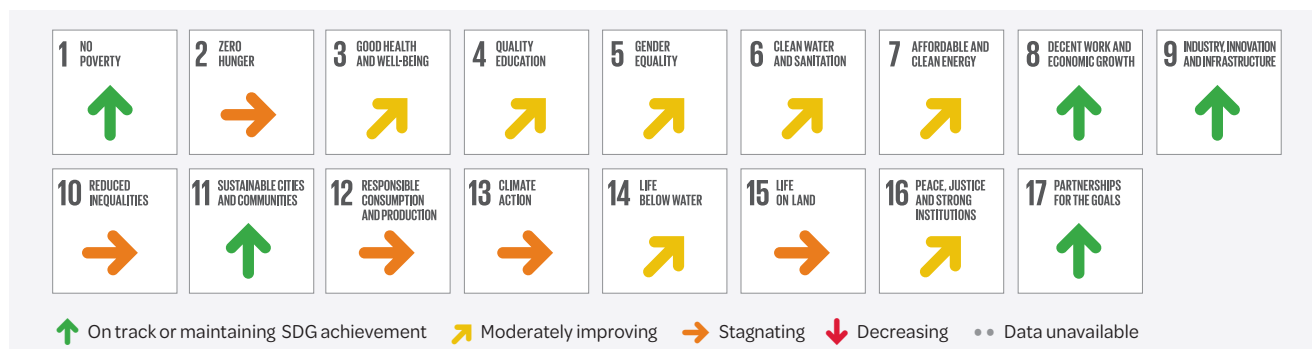 1 NO
POVERTY
2 ZERO
HUNGER
3 GOOD HEALTH
AND WELL-BEING
4 QUALITY
EDUCATION
5 GENDER
EQUALITY
6 CLEAN WATER
AND SANITATION
7 AFFORDABLE AND
CLEAN ENERGY
8 DECENT WORK AND
ECONOMIC GROWTH
9 INDUSTRY, INNOVATION
AND INFRASTRUCTURE
10 REDUCED
INEQUALITIES
11 SUSTAINABLE CITIES
AND COMMUNITIES
12 RESPONSIBLE
CONSUMPTION
AND PRODUCTION
13 CLIMATE
ACTION
14 LIFE
BELOW WATER
15 LIFE
ON LAND
16 PEACE, JUSTICE
AND STRONG
INSTITUTIONS
17 PARTNERSHIPS
FOR THE GOALS
On track or maintaining SDG achievement Moderately improving Stagnating Decreasing Data unavailable